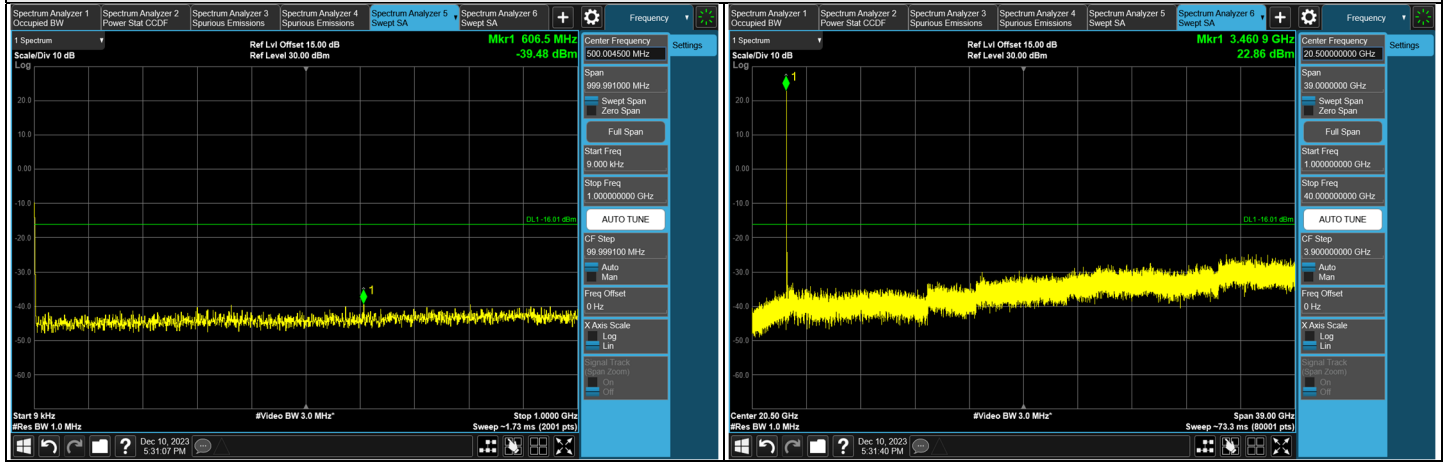 Spectrum Analyzer 1
Occupied BW
Spectrum Analyzer 2
Power Stat CCDF
Spectrum Analyzer 3
Spurious Emissions
Spectrum Analyzer 4
Spurious Emissions
Spectrum Analyzer 5
Swept SA
Spectrum Analyzer 6
Swept SA
+
Frequency
1 Spectrum
Scale/Div 10 dB
Log
Ref Lvl Offset 15.00 dB
Ref Level 30.00 dBm
Mkr1 606.5 MHz
-39.48 dBm
20.0
10.0
0.00
-10.0
-20.0
-30.0
-40.0
-50.0
-60.0
DL1 -16.01 dBm
1
Start 9 kHz
#Res BW 1.0 MHz
#Video BW 3.0 MHz*
Stop 1.0000 GHz
Sweep ~1.73 ms (2001 pts)
Center Frequency
500.004500 MHz
Settings
Span
999.991000 MHz
Swept Span
Zero Span
Full Span
Start Freq
9.000 kHz
Stop Freq
1.000000000 GHz
AUTO TUNE
CF Step
99.999100 MHz
Auto
Man
Freq Offset
0 Hz
X Axis Scale
Log
Lin
Signal Track
(Span Zoom)
On
Off
?
Dec 10, 2023
5:31:07 PM
Spectrum Analyzer 1
Occupied BW
Spectrum Analyzer 2
Power Stat CCDF
Spectrum Analyzer 3
Spurious Emissions
Spectrum Analyzer 4
Spurious Emissions
Spectrum Analyzer 5
Swept SA
Spectrum Analyzer 6
Swept SA
+
Frequency
1 Spectrum
Scale/Div 10 dB
Log
Ref Lvl Offset 15.00 dB
Ref Level 30.00 dBm
Mkr1 3.460 9 GHz
22.86 dBm
20.0
10.0
0.00
-10.0
-20.0
-30.0
-40.0
-50.0
-60.0
DL1 -16.01 dBm
1
Center 20.50 GHz
#Res BW 1.0 MHz
#Video BW 3.0 MHz*
Span 39.00 GHz
Sweep ~73.3 ms (80001 pts)
Center Frequency
20.50000000 GHz
Settings
Span
39.0000000 GHz
Swept Span
Zero Span
Full Span
Start Freq
1.000000000 GHz
Stop Freq
40.00000000 GHz
AUTO TUNE
CF Step
3.900000000 GHz
Auto
Man
Freq Offset
0 Hz
X Axis Scale
Log
Lin
Signal Track
(Span Zoom)
On
Off
?
Dec 10, 2023
5:31:40 PM